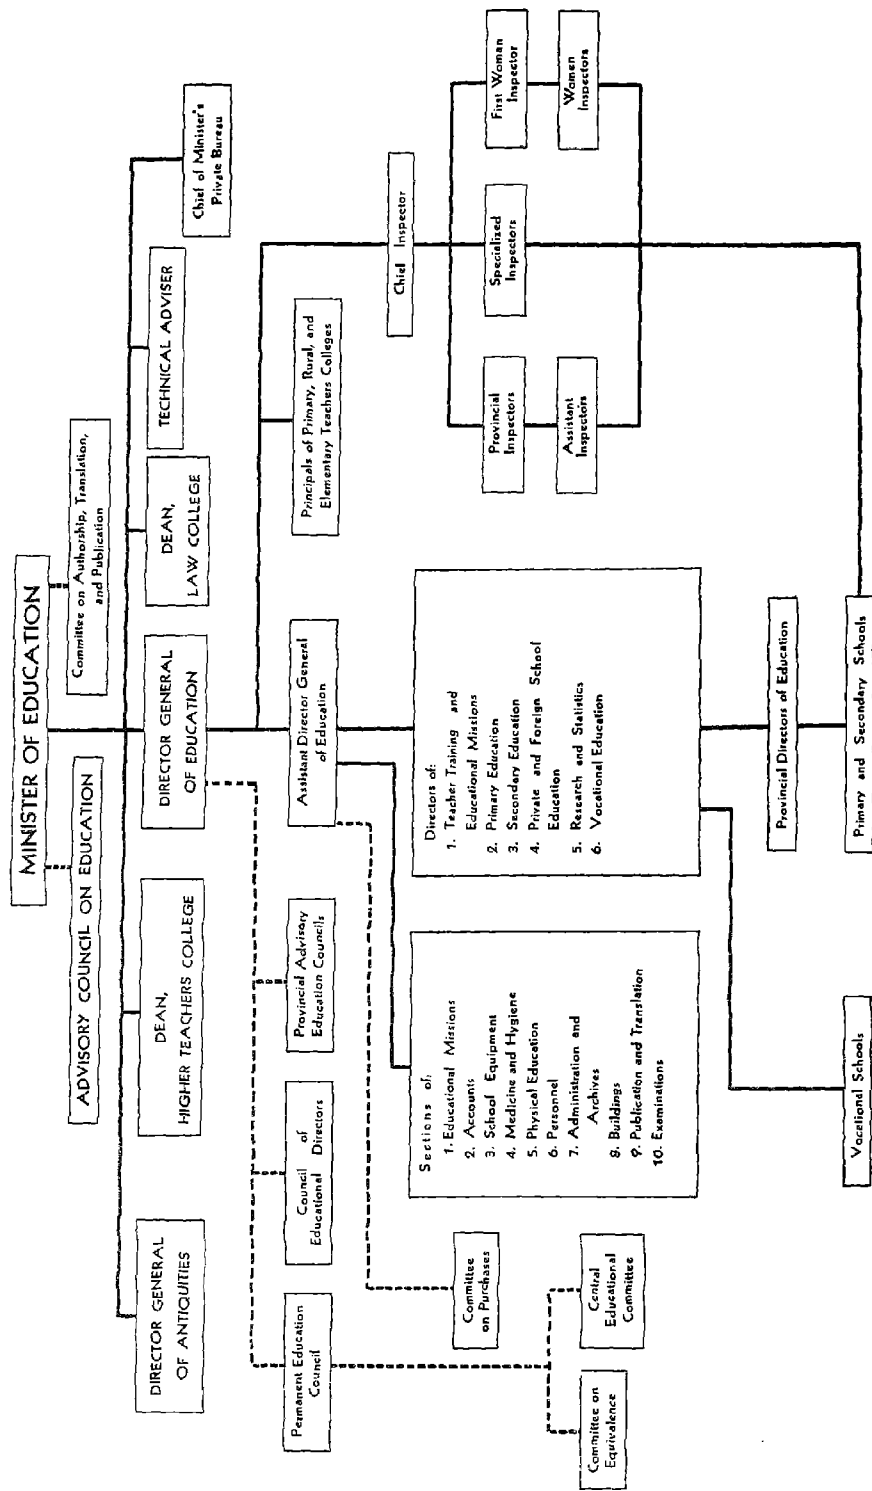 MINISTER OF EDUCATION
ADVISORY COUNCIL ON EDUCATION
Committee on Authorship, Translation,
and Publication
DIRECTOR GENERAL
OF ANTIQUITIES
DEAN,
HIGHER TEACHERS COLLEGE
DIRECTOR GENERAL
OF EDUCATION
DEAN,
LAW COLLEGE
TECHNICAL ADVISER
Chief of Minister's
Private Bureau
Permanent Education
Council
Council of
Educational Directors
Provincial Advisory
Education Councils
Assistant Director General
of Education
Principals of Primary, Rural, and
Elementary Teachers Colleges
Chief Inspector
Committee
on Purchases
Sections of:
1. Educational Missions
2. Accounts
3. School Equipment
4. Medicine and Hygiene
5. Physical Education
6. Personnel
7. Administration and
Archives
8. Buildings
9. Publication and Translation
10. Examinations
Directors of:
1. Teacher Training and
Educational Missions
2. Primary Education
3. Secondary Education
4. Private and Foreign School
Education
5. Research and Statistics
6. Vocational Education
Provincial
Inspectors
Specialized
Inspectors
First Woman
Inspector
Assistant
Inspectors
Women
Inspectors
Committee on
Equivalence
Central
Educational
Committee
Provincial Directors of Education
Vocational Schools
Primary and Secondary Schools